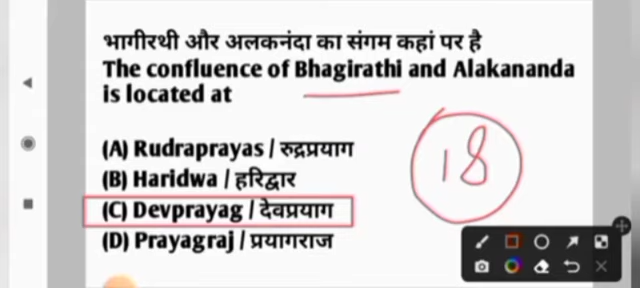 भागीरथी और अलकनंदा का संगम कहां पर है
The confluence of Bhagirathi and Alakananda
is located at
(A) Rudraprayas / रुद्रप्रयाग
(B) Haridwa / हरिद्वार
(C) Devprayag / देवप्रयाग
(D) Prayagraj / प्रयागराज
18